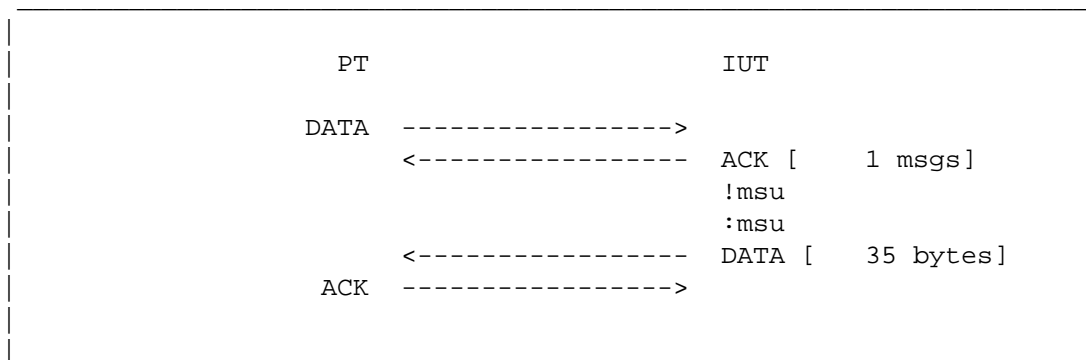 PT IUT
DATA ----------------->
<----------------- ACK [ 1 msgs]
!msu
:msu
<----------------- DATA [ 35 bytes]
ACK ----------------->